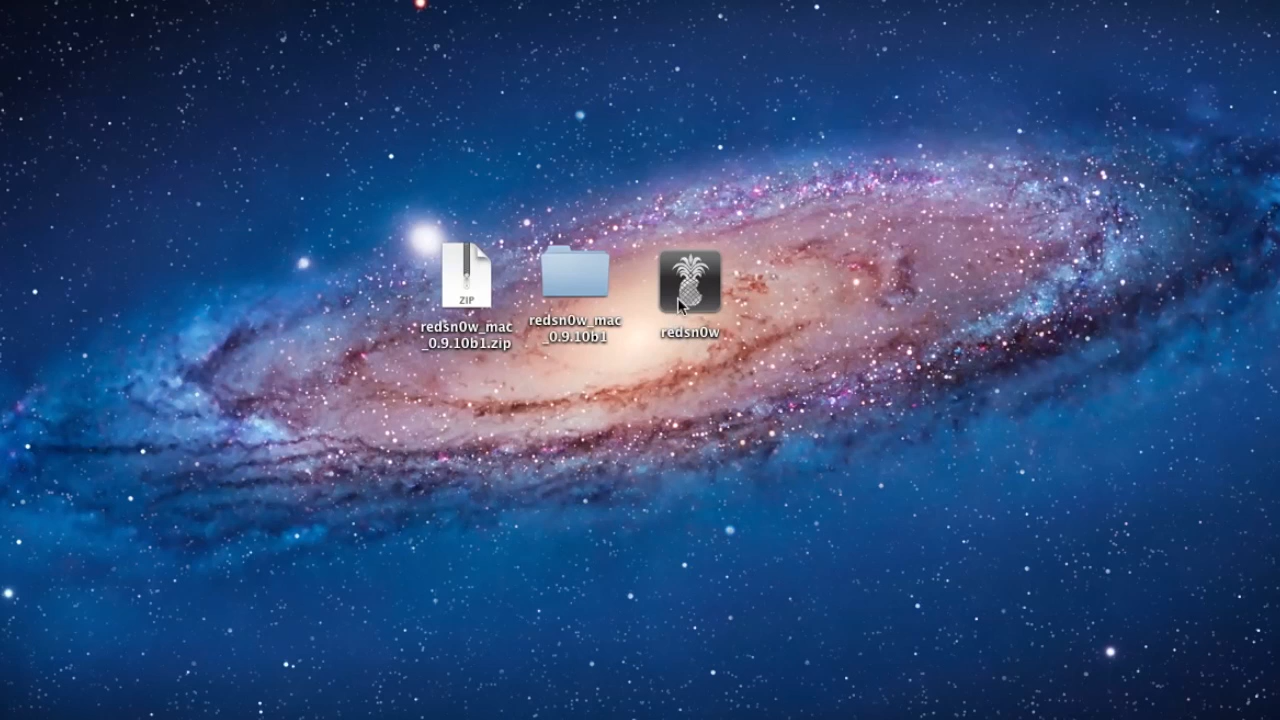 ZIP
redsn0w_mac
_0.9.10b1.zip
redsn0w_mac
_0.9.10b1
redsn0w